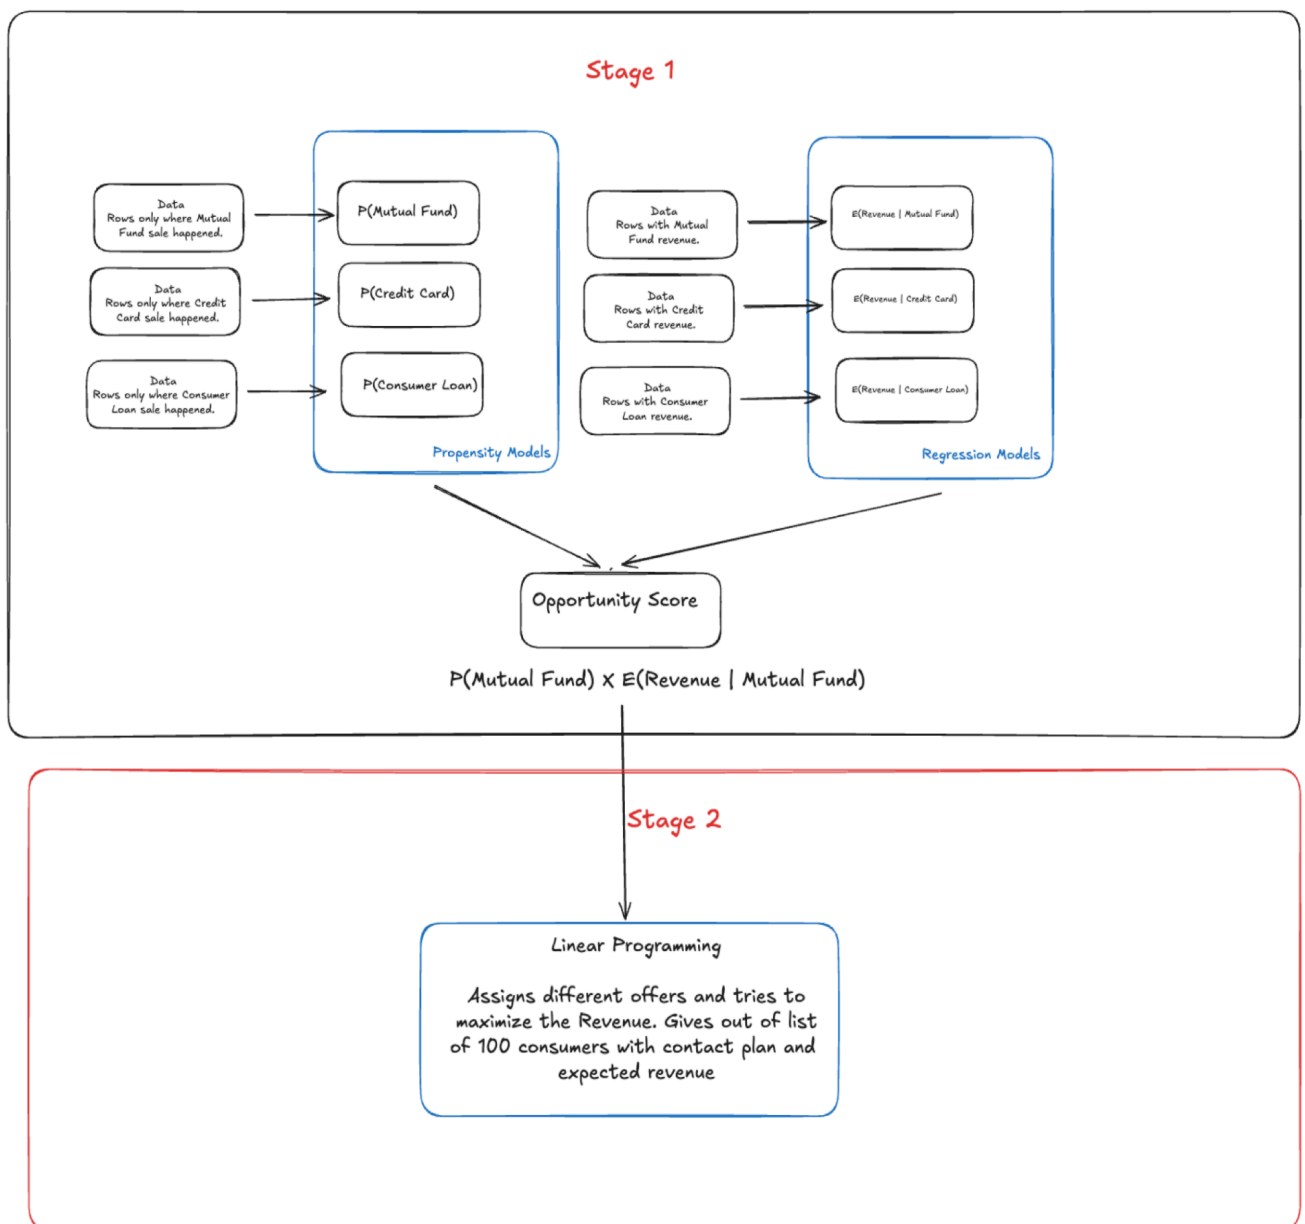 Stage 1
Data
Rows only where Mutual
Fund sale happened.
P(Mutual Fund)
Data
Rows only where Credit
Card sale happened.
P(Credit Card)
Data
Rows only where Consumer
Loan sale happened.
P(Consumer Loan)
Propensity Models
Data
Rows with Mutual
Fund revenue.
E(Revenue | Mutual Fund)
Data
Rows with Credit
Card revenue.
E(Revenue | Credit Card)
Data
Rows with Consumer
Loan revenue.
E(Revenue | Consumer Loan)
Regression Models
Opportunity Score
P(Mutual Fund) x E(Revenue | Mutual Fund)
Stage 2
Linear Programming
Assigns different offers and tries to
maximize the Revenue. Gives out of list
of 100 consumers with contact plan and
expected revenue